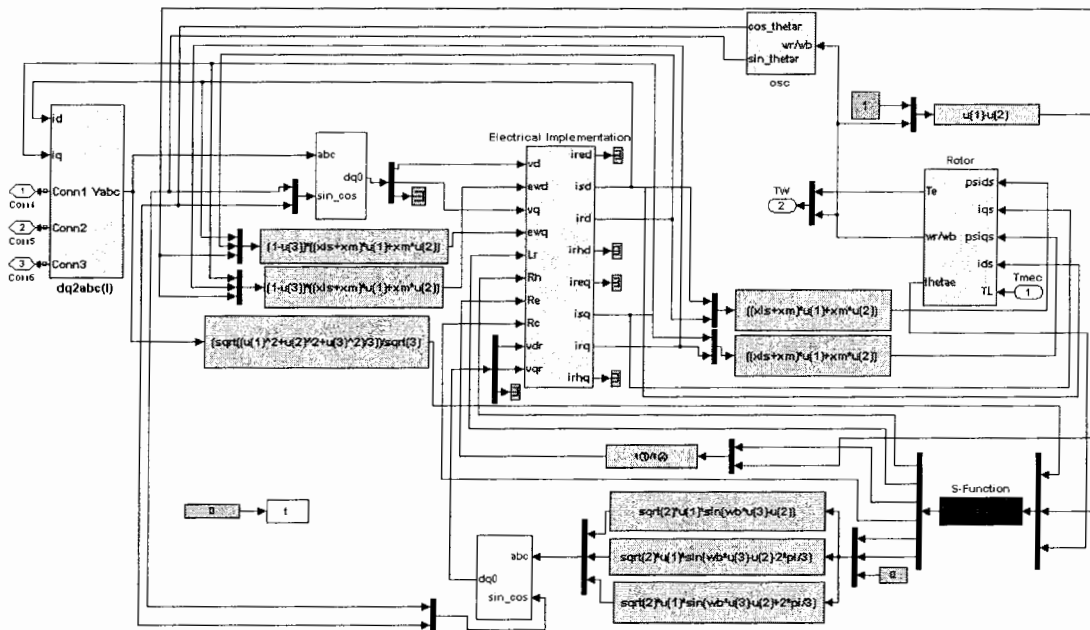 cos_thetar
wr/wb
sin_thetar
osc
1
u[1]-u[2]
Electrical Implementation
Rotor
id
iq
Conn1 Yabc
Conn2
Conn3
dq2abc(I)
1
2
Conn5
3
Conn6
abc
dq0
sin_cos
vd
ewd
vq
ewq
Lr
Rh
Re
Rc
vdr
vqr
ired
isd
ird
irhd
ireq
isq
irq
irhq
TW
2
Te
wr/wb
thetae
psids
iqs
psiqs
ids
TL
Tmec
1
(1-u[3])*((xls+xm)*u[1]+xm*u[2])
(1-u[3])*((xls+xm)*u[1]+xm*u[2])
((xls+xm)*u[1]+xm*u[2])
((xls+xm)*u[1]+xm*u[2])
(sqrt((u[1]^2+u[2]^2+u[3]^2)/3))/sqrt(3)
S-Function
t
sqrt(2)*u[1]*sin(wb*u[3]-u[2])
sqrt(2)*u[1]*sin(wb*u[3]-u[2]-2*pi/3)
sqrt(2)*u[1]*sin(wb*u[3]-u[2]+2*pi/3)
abc
dq0
sin_cos